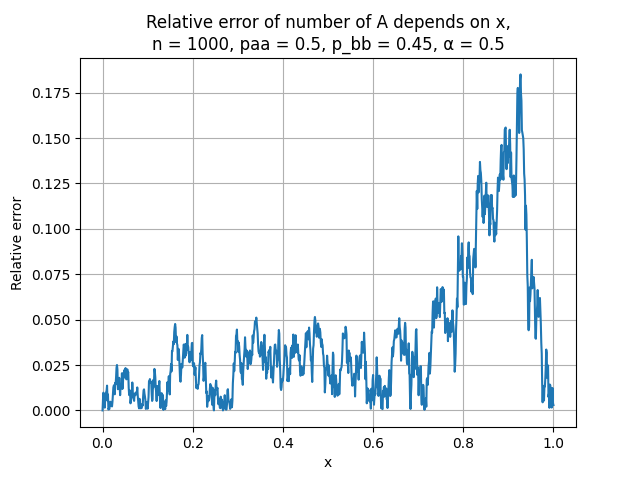 Relative error of number of A depends on x,
n = 1000, paa = 0.5, p_bb = 0.45, α = 0.5
Relative error
0.175
0.150
0.125
0.100
0.075
0.050
0.025
0.000
0.0 0.2 0.4 0.6 0.8 1.0
x